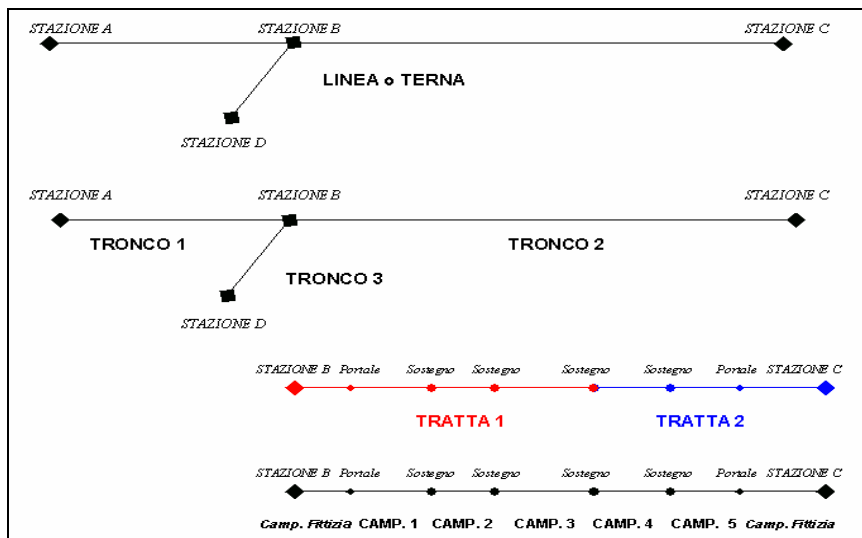 STAZIONE A STAZIONE B STAZIONE C
LINEA o TERNA
STAZIONE D
STAZIONE A STAZIONE B STAZIONE C
TRONCO 1 TRONCO 2
TRONCO 3
STAZIONE D
STAZIONE B Portale Sostegno Sostegno Sostegno Sostegno Portale STAZIONE C
TRATTA 1 TRATTA 2
STAZIONE B Portale Sostegno Sostegno Sostegno Sostegno Portale STAZIONE C
Camp. Fittizia CAMP. 1 CAMP. 2 CAMP. 3 CAMP. 4 CAMP. 5 Camp. Fittizia